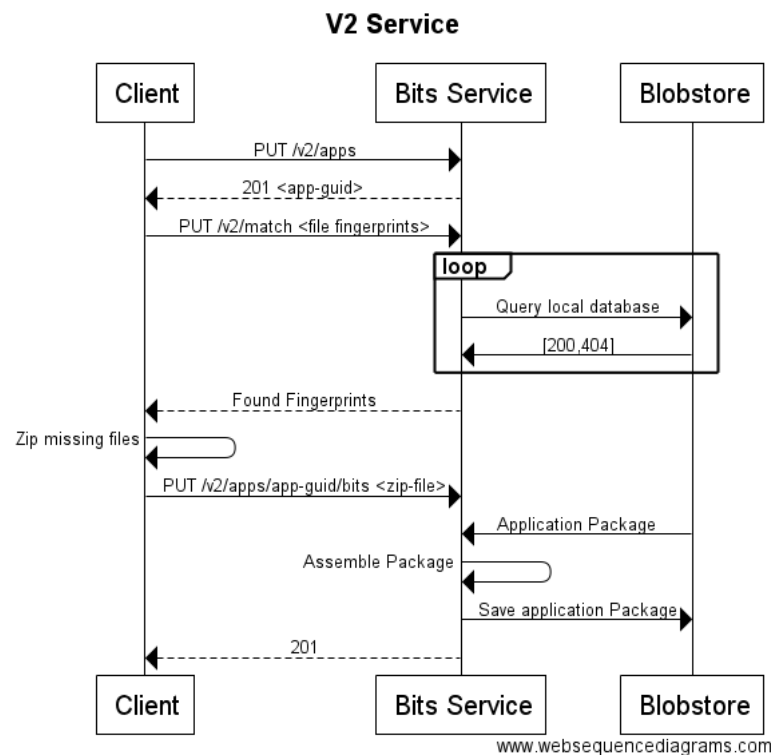 V2 Service
Client
Bits Service
Blobstore
PUT /v2/apps
201 <app-guid>
PUT /v2/match <file fingerprints>
loop
Query local database
[200,404]
Found Fingerprints
Zip missing files
PUT /v2/apps/app-guid/bits <zip-file>
Application Package
Assemble Package
Save application Package
201
Client
Bits Service
Blobstore
www.websequencediagrams.com